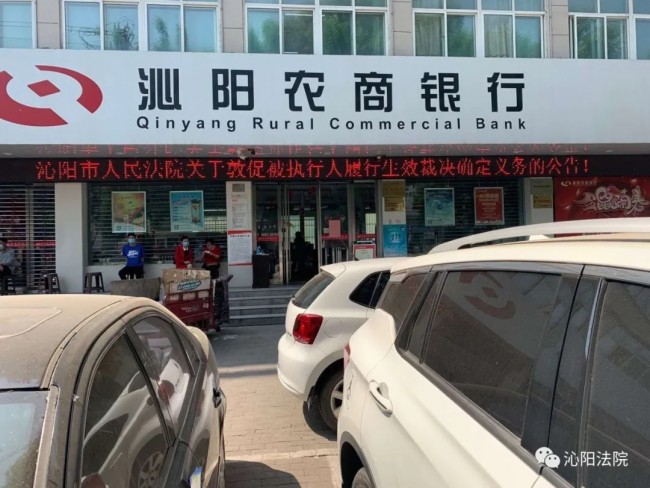 沁阳农商银行
Qinyang Rural Commercial Bank
沁阳市人民法院关于敦促被执行人履行生效裁决确定义务的公告!
沁阳法院